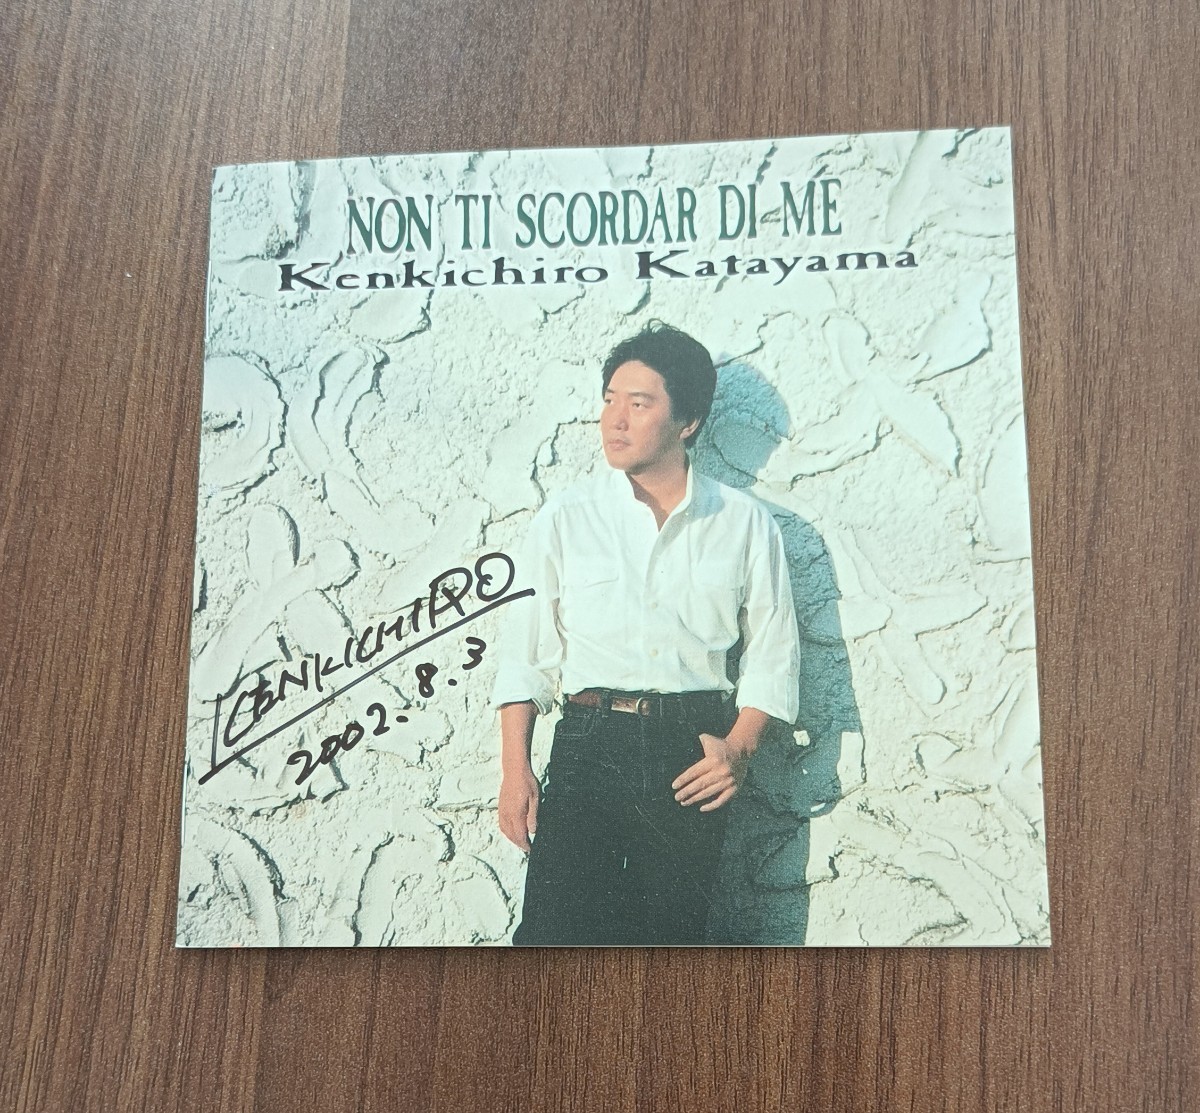 NON TI SCORDAR DI ME
Kenkichiro Katayama
KENKICHIRO
2002.8.3